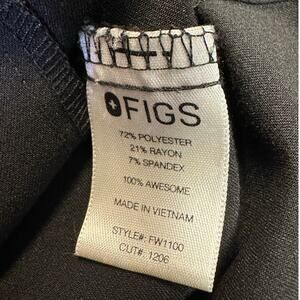 FIGS
72% POLYESTER
21% RAYON
7% SPANDEX
100% AWESOME
MADE IN VIETNAM
STYLE#: FW1100
CUT#: 1206